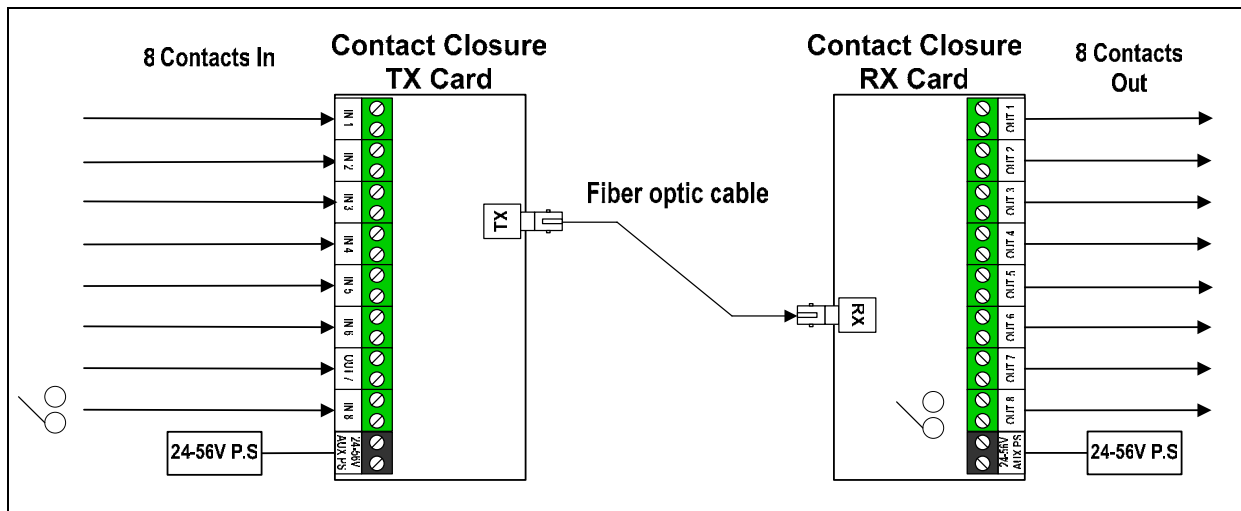 8 Contacts In
Contact Closure
TX Card
Contact Closure
RX Card
8 Contacts
Out
IN 1
IN 2
IN 3
IN 4
IN 5
IN 6
OUT 7
IN 8
24-56V
AUX PS
TX
Fiber optic cable
RX
OUT 1
OUT 2
OUT 3
OUT 4
OUT 5
OUT 6
OUT 7
OUT 8
24-56V
AUX PS
24-56V P.S
24-56V P.S